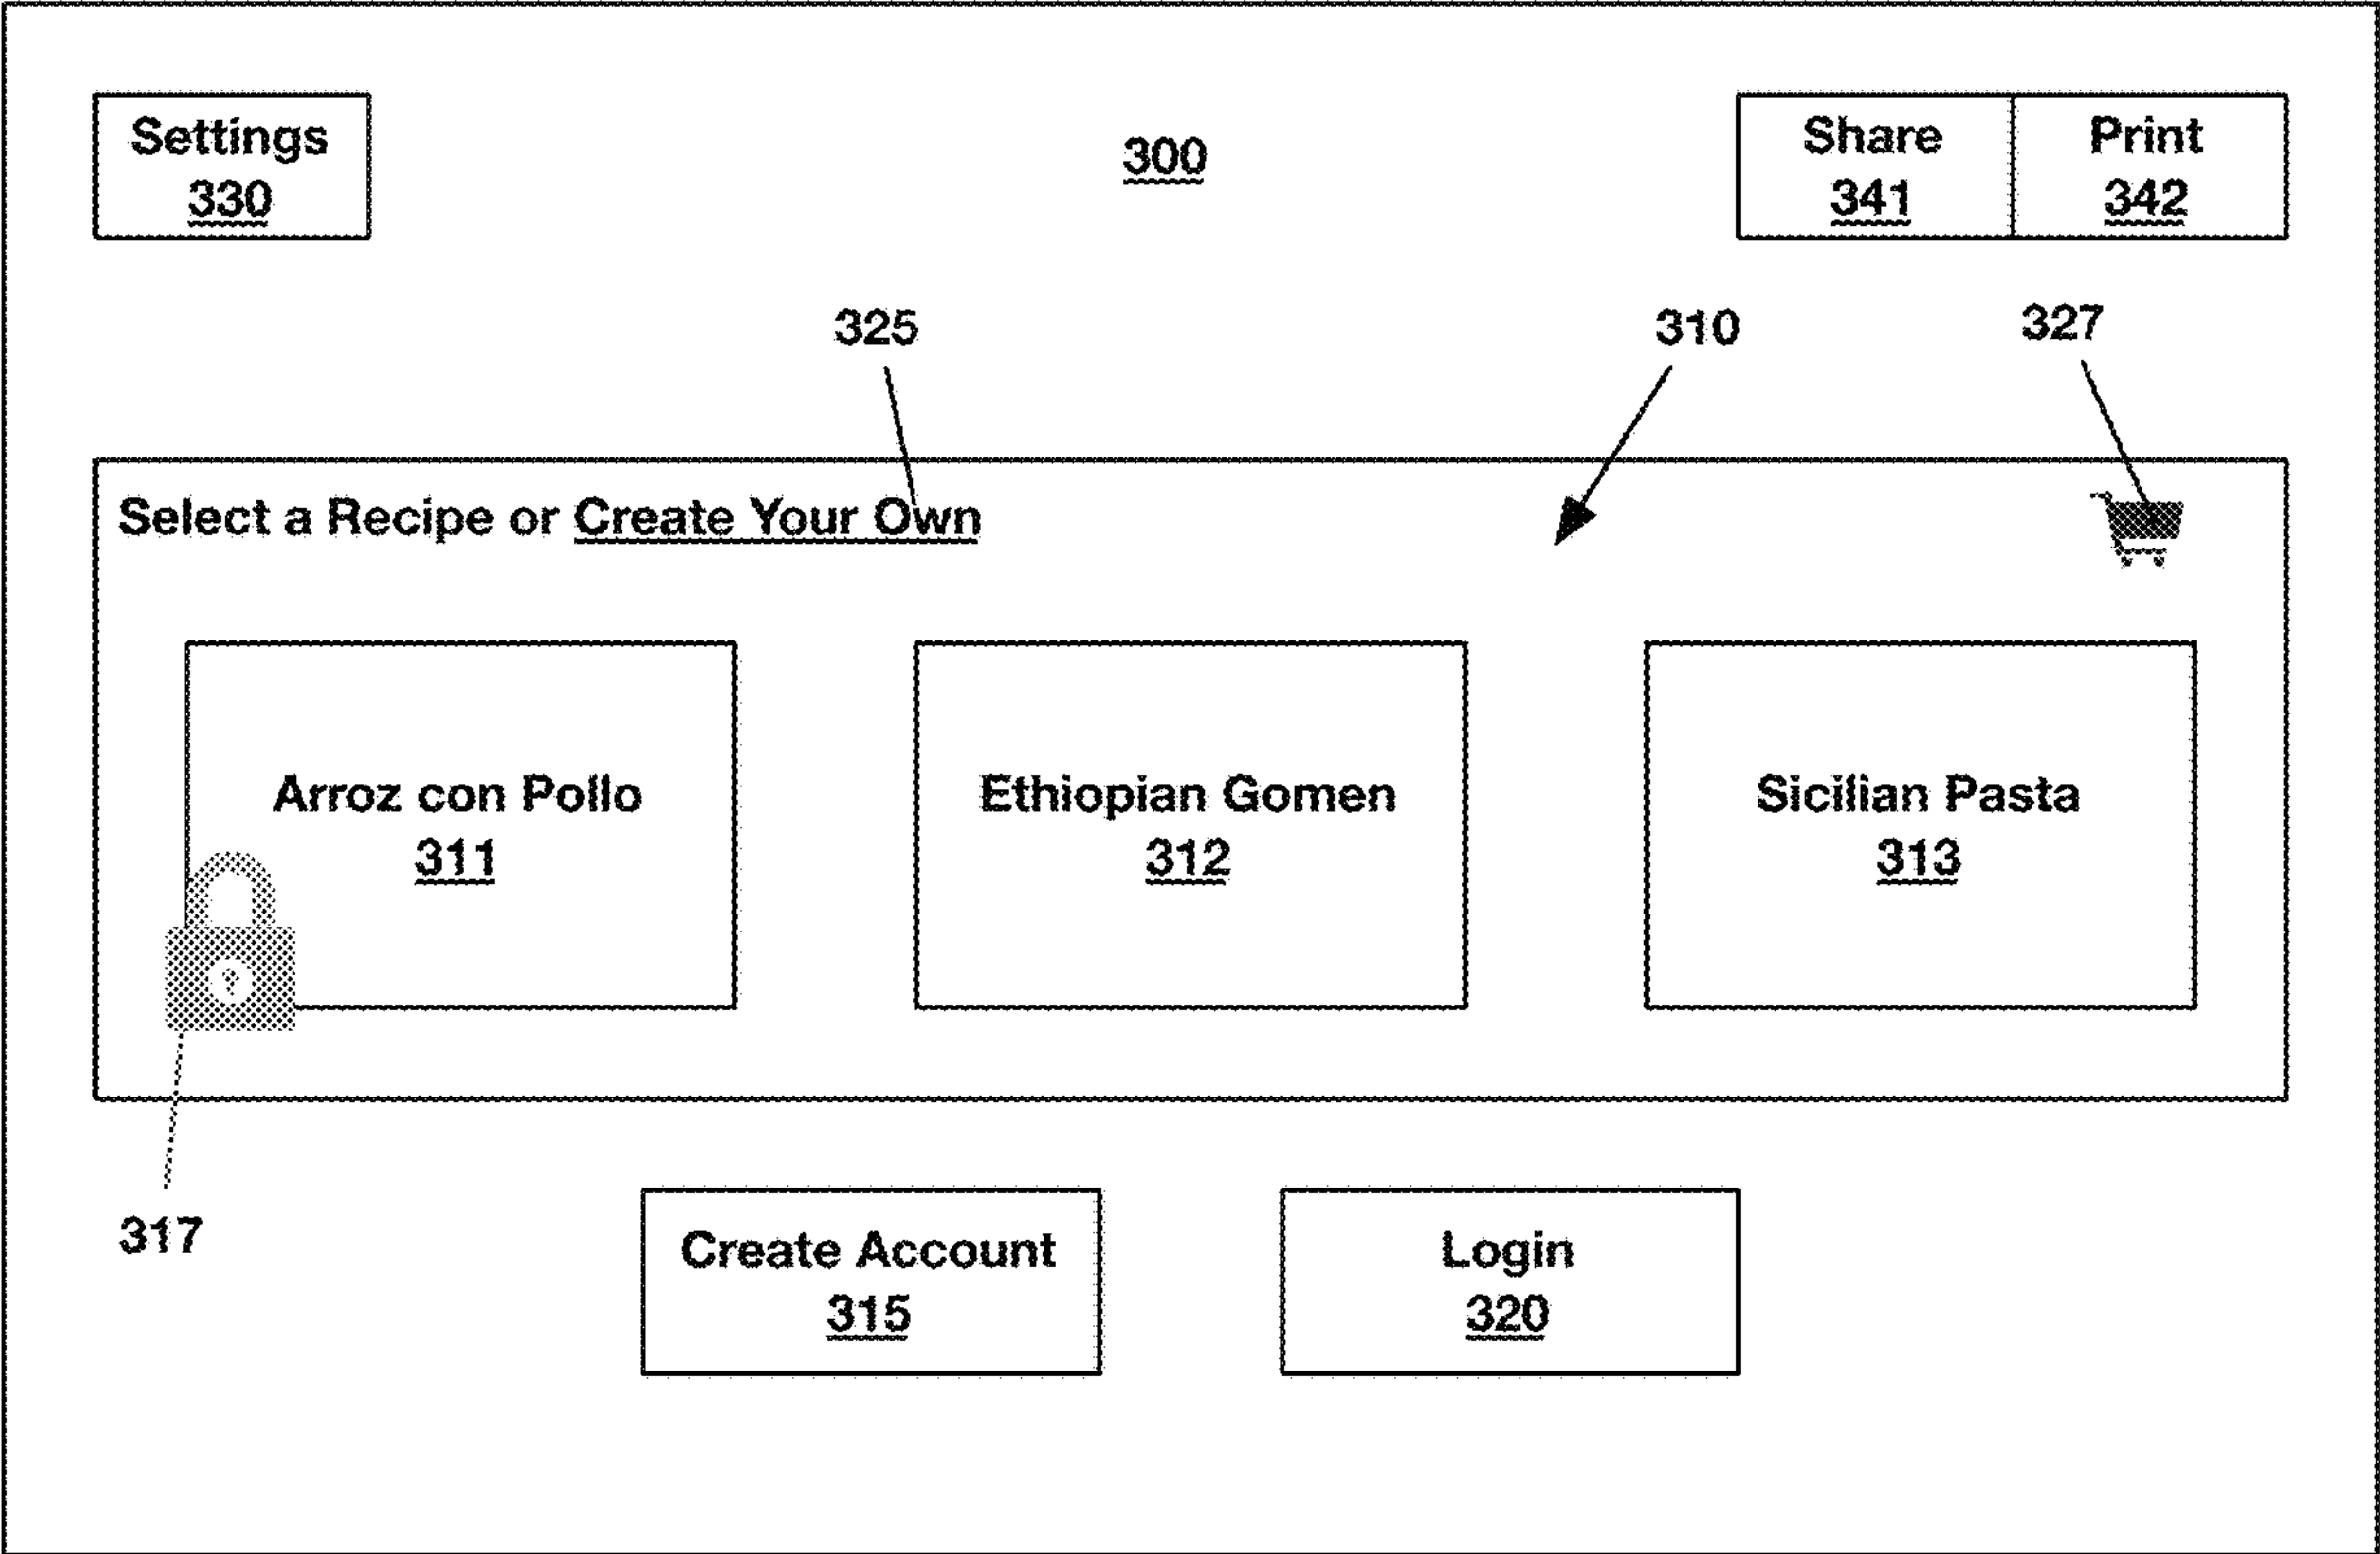 Settings
330
300
Share
341
Print
342
325
310
327
Select a Recipe or Create Your Own
Arroz con Pollo
311
Ethiopian Gomen
312
Sicilian Pasta
313
317
Create Account
315
Login
320